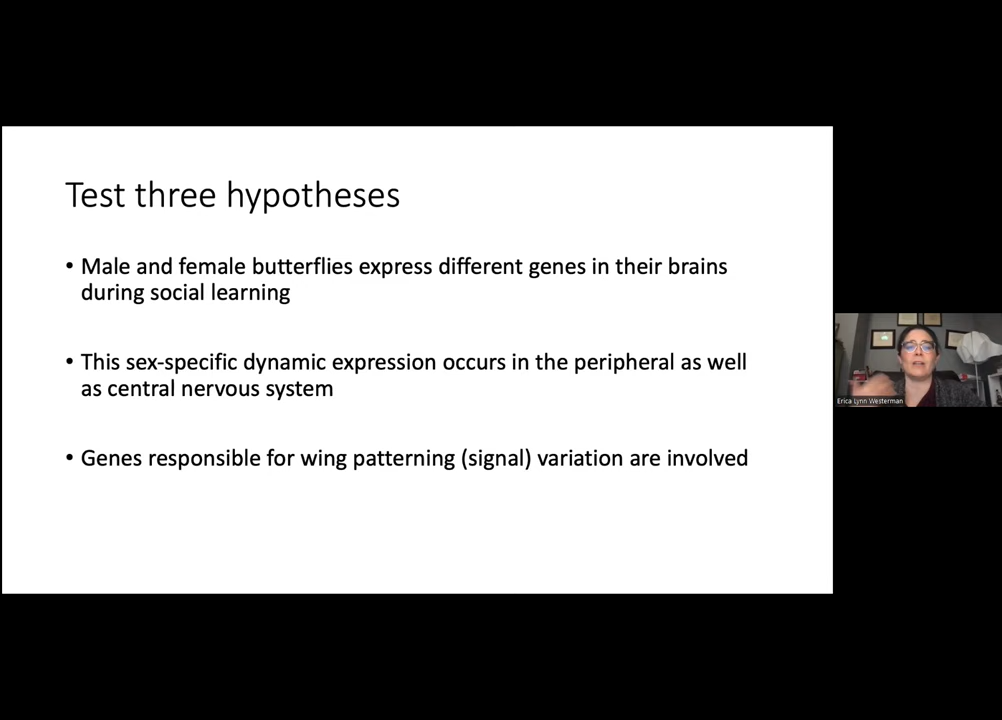 Test three hypotheses
• Male and female butterflies express different genes in their brains
during social learning
• This sex-specific dynamic expression occurs in the peripheral as well
as central nervous system
• Genes responsible for wing patterning (signal) variation are involved
Erica Lynn Westerman